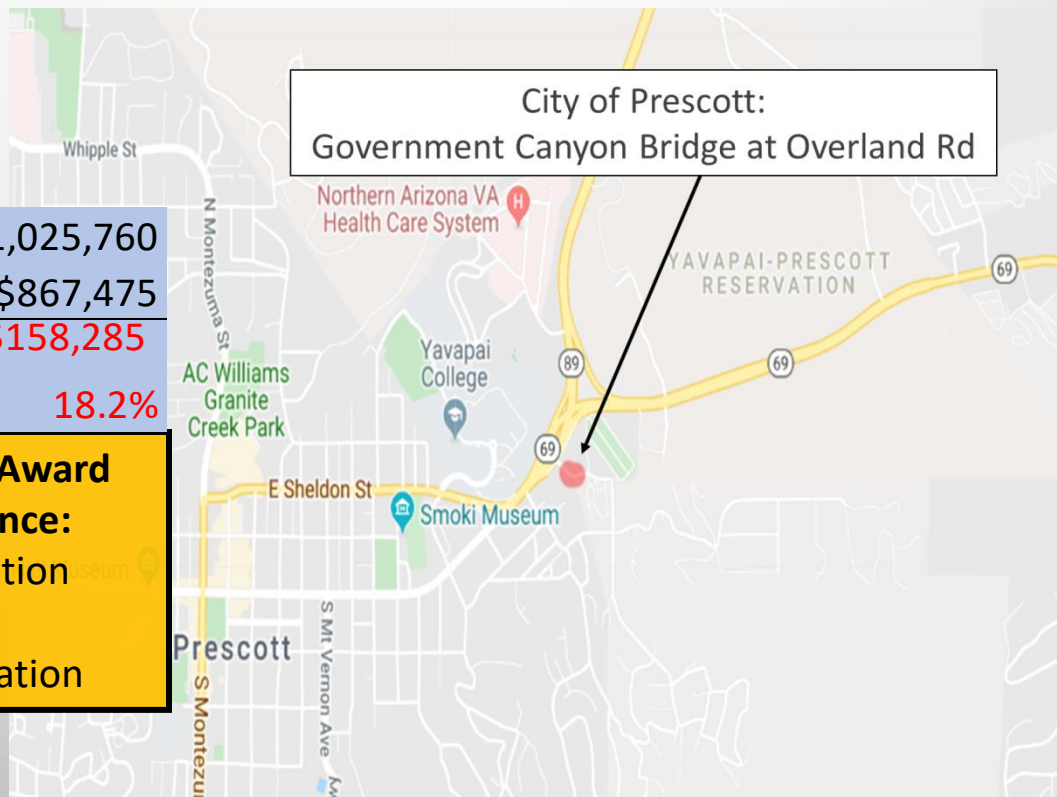 City of Prescott:
Government Canyon Bridge at Overland Rd
Whipple St
N Montezuma St
Northern Arizona VA
Health Care System
H
YAVAPAI-PRESCOTT
RESERVATION
69
,025,760
$867,475
158,285
18.2%
Yavapai
College
89
69
AC Williams
Granite
Creek Park
69
Award
nce:
tion
useum
ation
E Sheldon St
Smoki Museum
Prescott
S Mt Vernon Ave
S Montezu